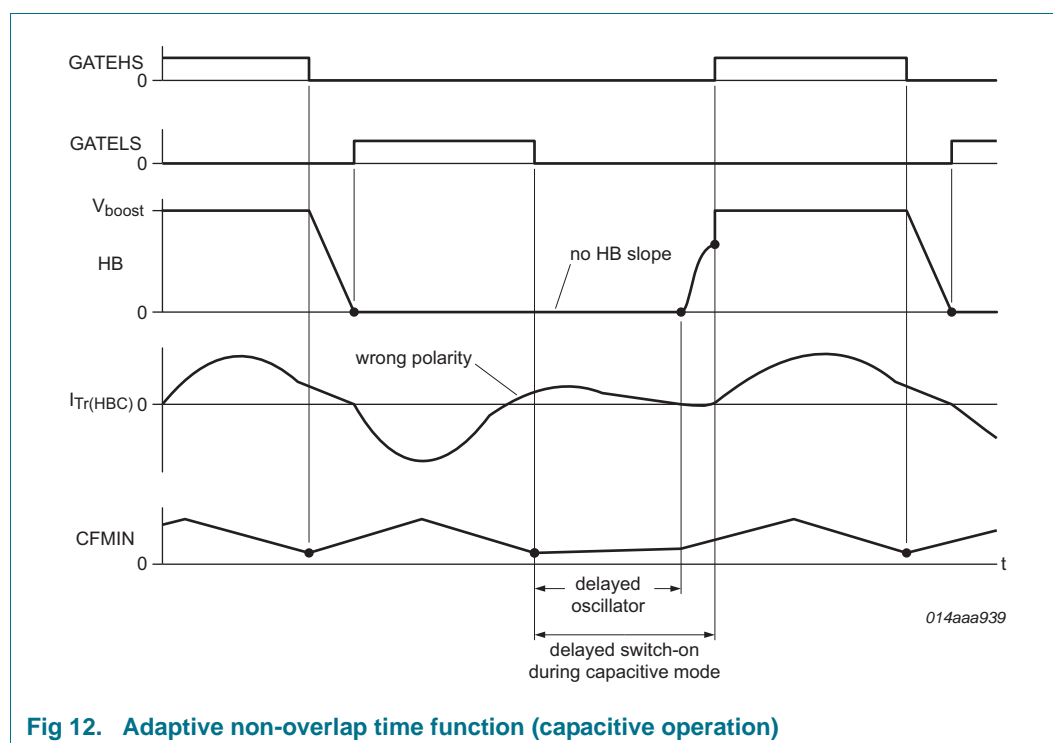 GATEHS
0
GATELS
0
Vboost
HB
no HB slope
0
wrong polarity
ITr(HBC) 0
CFMIN
0
t
delayed
oscillator
014aaa939
delayed switch-on
during capacitive mode
Fig 12. Adaptive non-overlap time function (capacitive operation)